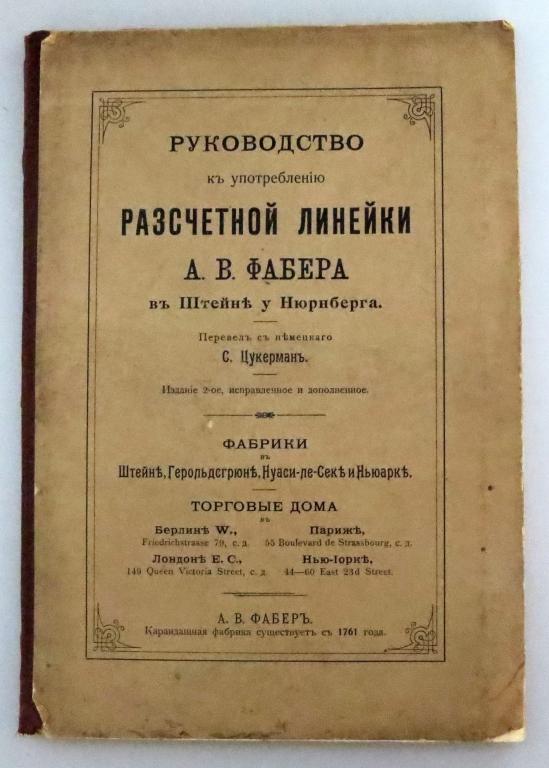 РУКОВОДСТВО
къ употребленію
РАЗСЧЕТНОЙ ЛИНЕЙКИ
А. В. ФАБЕРА
въ Штейнѣ у Нюрнберга.
Перевелъ съ нѣмецкаго
С. Цукерманъ.
Изданіе 2-ое, исправленное и дополненное.
ФАБРИКИ
въ
Штейнѣ, Герольдсгрюнѣ, Нуаси-ле-Секѣ и Ньюаркѣ.
ТОРГОВЫЕ ДОМА
въ
Берлинѣ W., Парижѣ,
Friedrichstrasse 79, с. д. 55 Boulevard de Strassbourg, с. д.
Лондонѣ E. C., Нью-Іоркѣ,
149 Queen Victoria Street, с. д. 44—60 East 23d Street.
А. В. ФАБЕРЪ.
Карандашная фабрика существуетъ съ 1761 года.